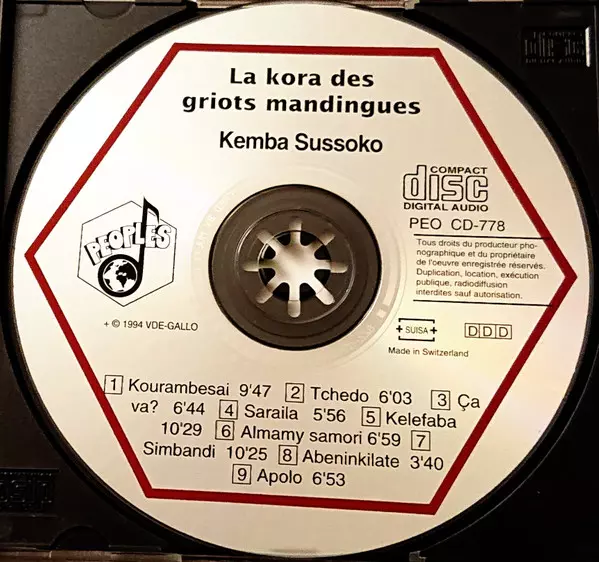 La kora des
griots mandingues
Kemba Sussoko
COMPACT
disc
DIGITAL AUDIO
PEO CD-778
Tous droits du producteur pho-
nographique et du propriétaire
de l'oeuvre enregistrée réservés.
Duplication, location, exécution
publique, radiodiffusion
interdites sauf autorisation.
PEOPLES
+ © 1994 VDE-GALLO
+ SUISA +
DDD
Made in Switzerland
1 Kourambesai 9'47 2 Tchedo 6'03 3 Ça
va? 6'44 4 Saraila 5'56 5 Kelefaba
10'29 6 Almamy samori 6'59 7
Simbandi 10'25 8 Abeninkilate 3'40
9 Apolo 6'53